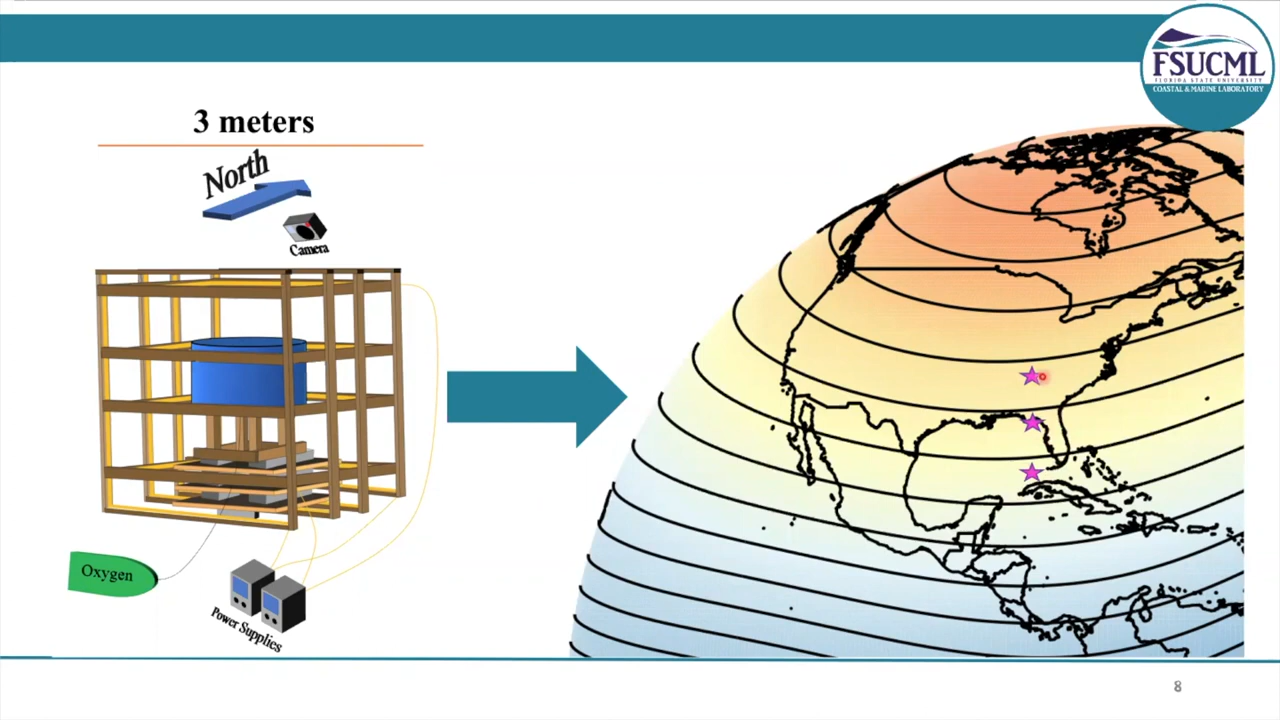 FSUCML
FLORIDA STATE UNIVERSITY
COASTAL & MARINE LABORATORY
3 meters
North
Camera
Oxygen
Power Supplies
8